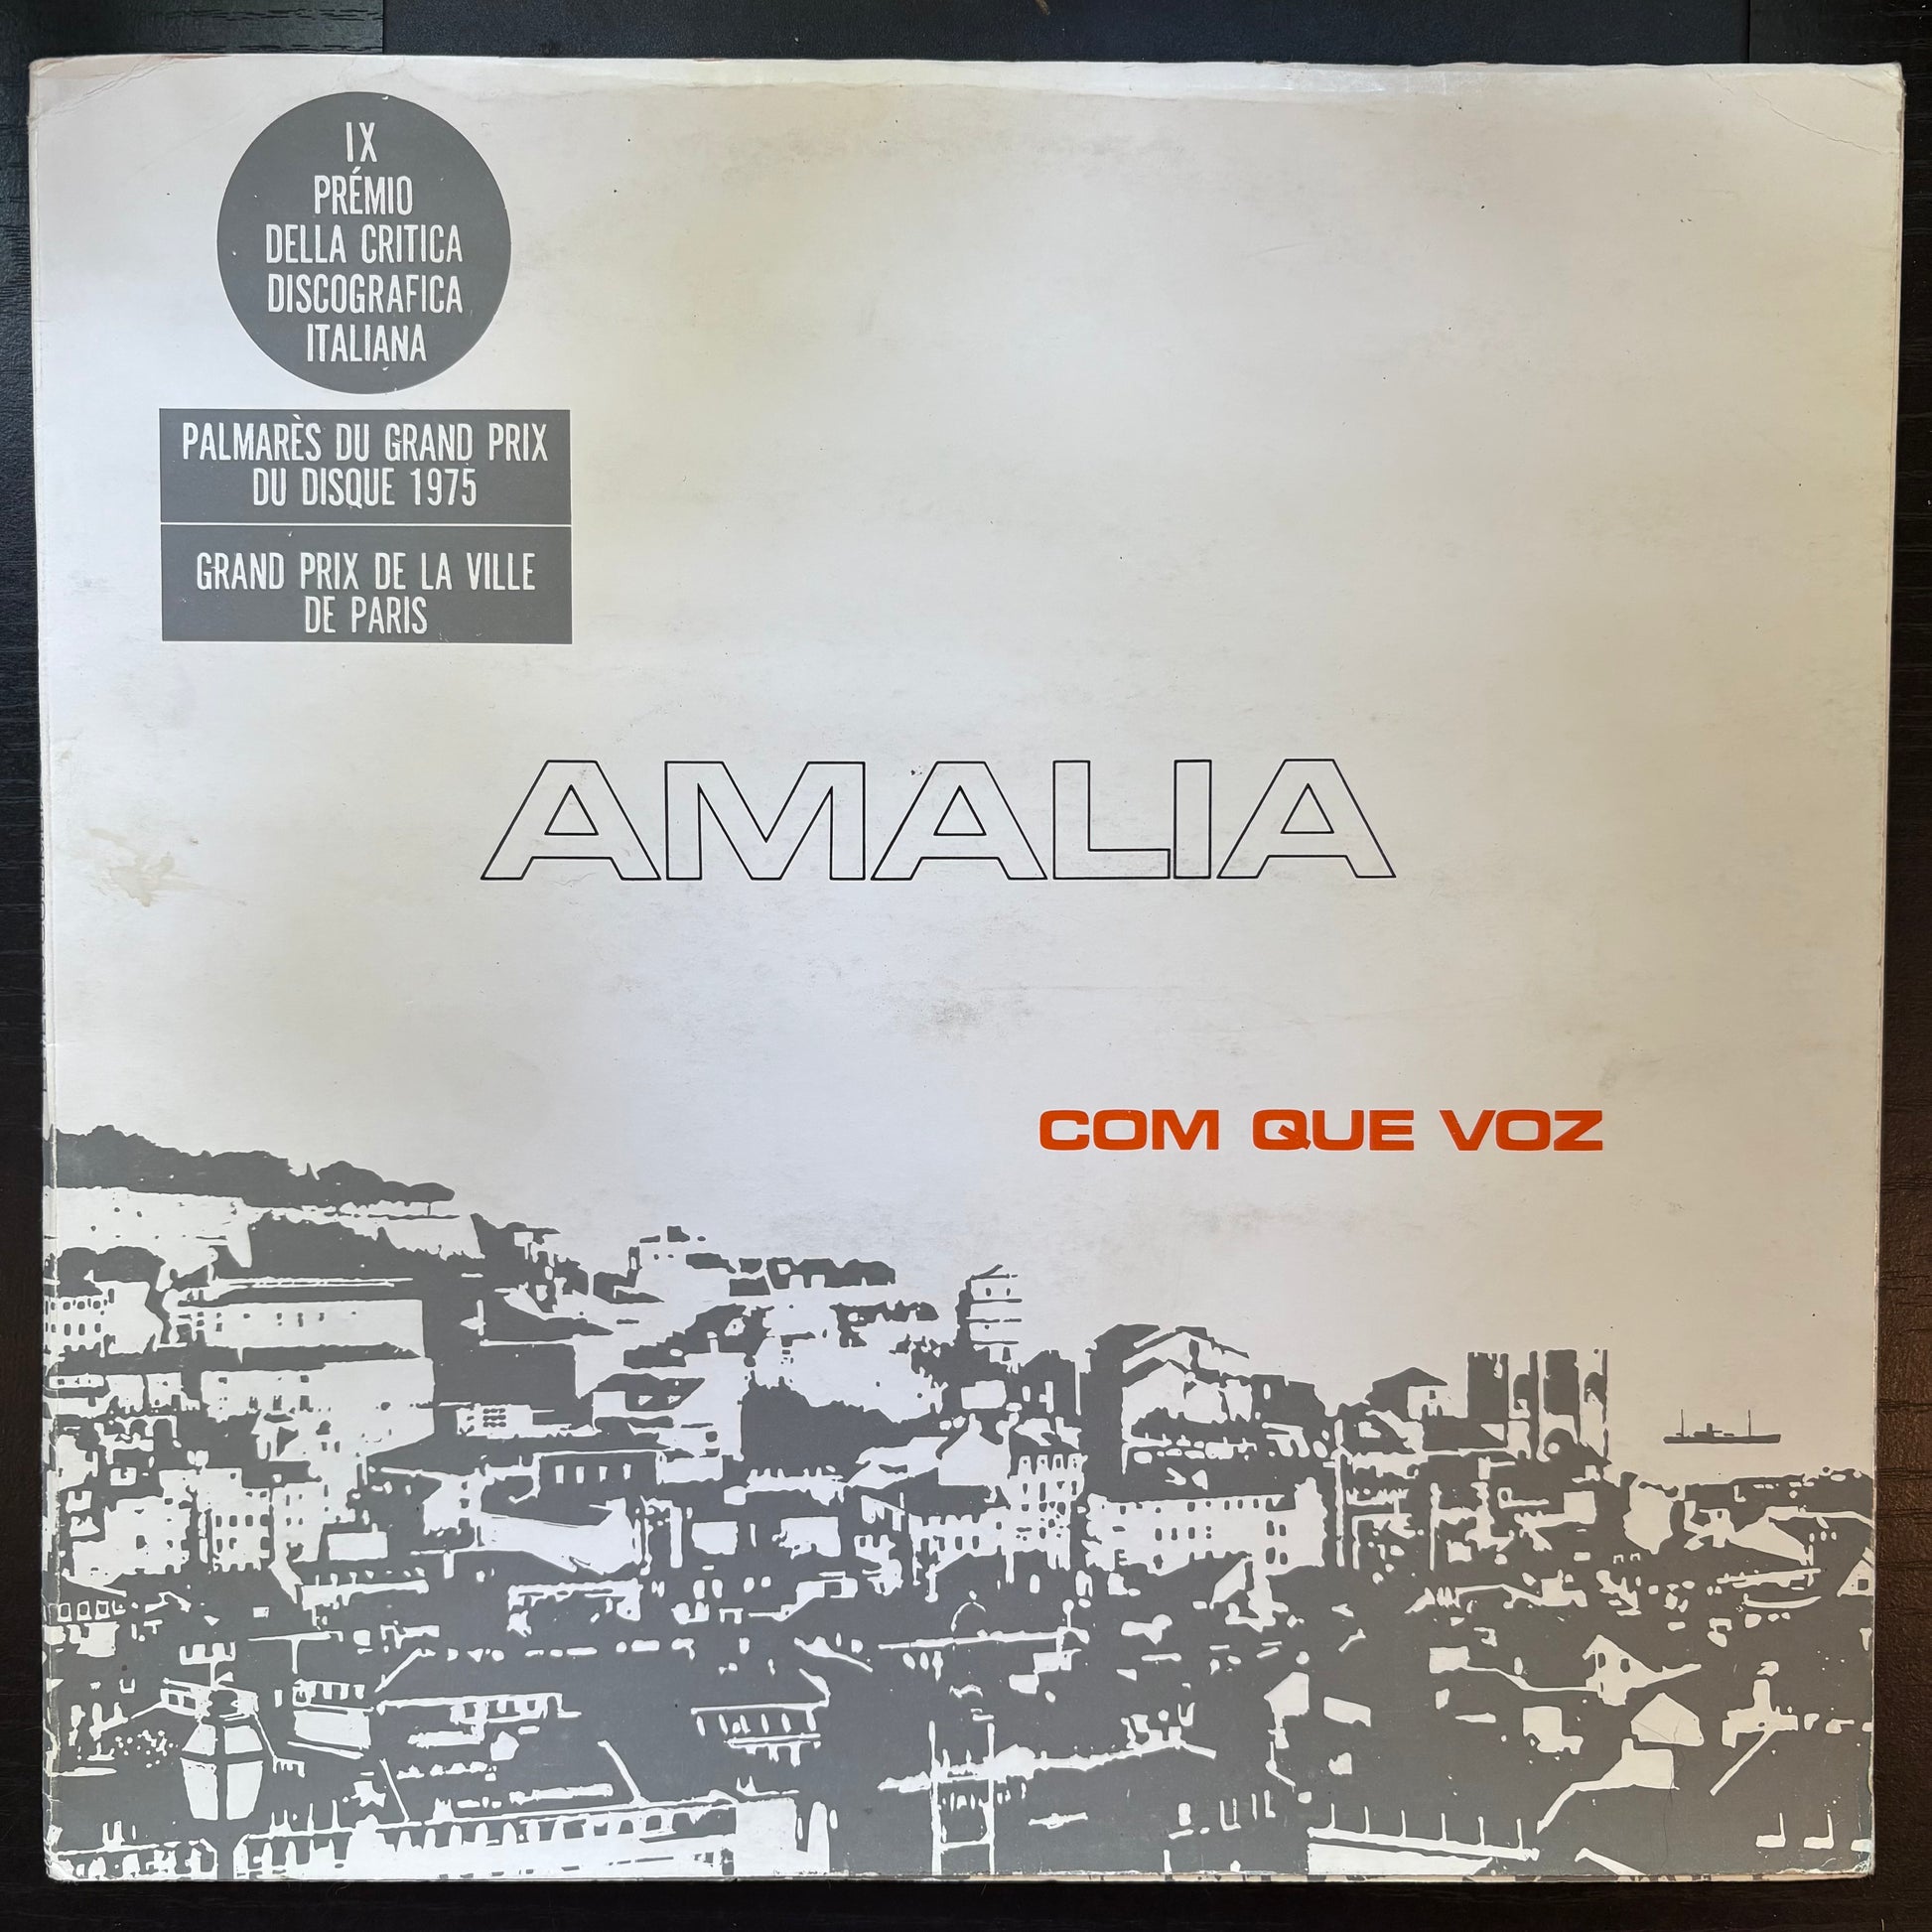 IX
PRÉMIO
DELLA CRITICA
DISCOGRAFICA
ITALIANA
PALMARÈS DU GRAND PRIX
DU DISQUE 1975
GRAND PRIX DE LA VILLE
DE PARIS
AMALIA
COM QUE VOZ